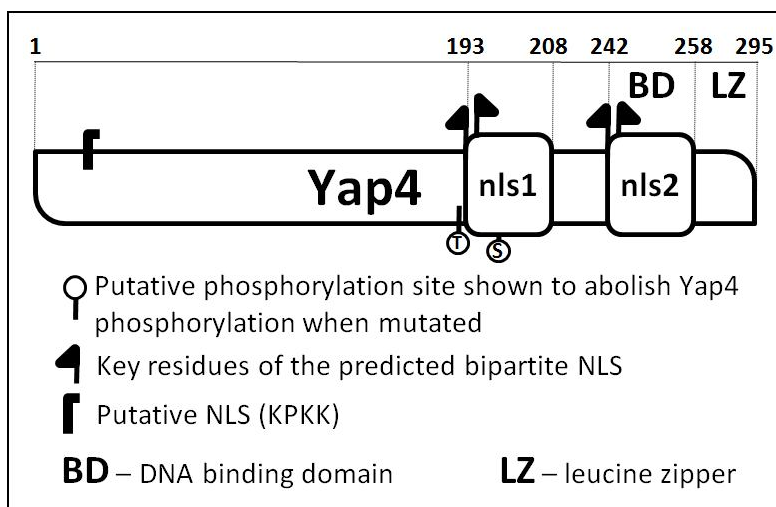 1 193 208 242 258 295
BD LZ
Yap4 nls1 nls2
T S
Putative phosphorylation site shown to abolish Yap4
phosphorylation when mutated
Key residues of the predicted bipartite NLS
Putative NLS (KPKK)
BD – DNA binding domain LZ – leucine zipper